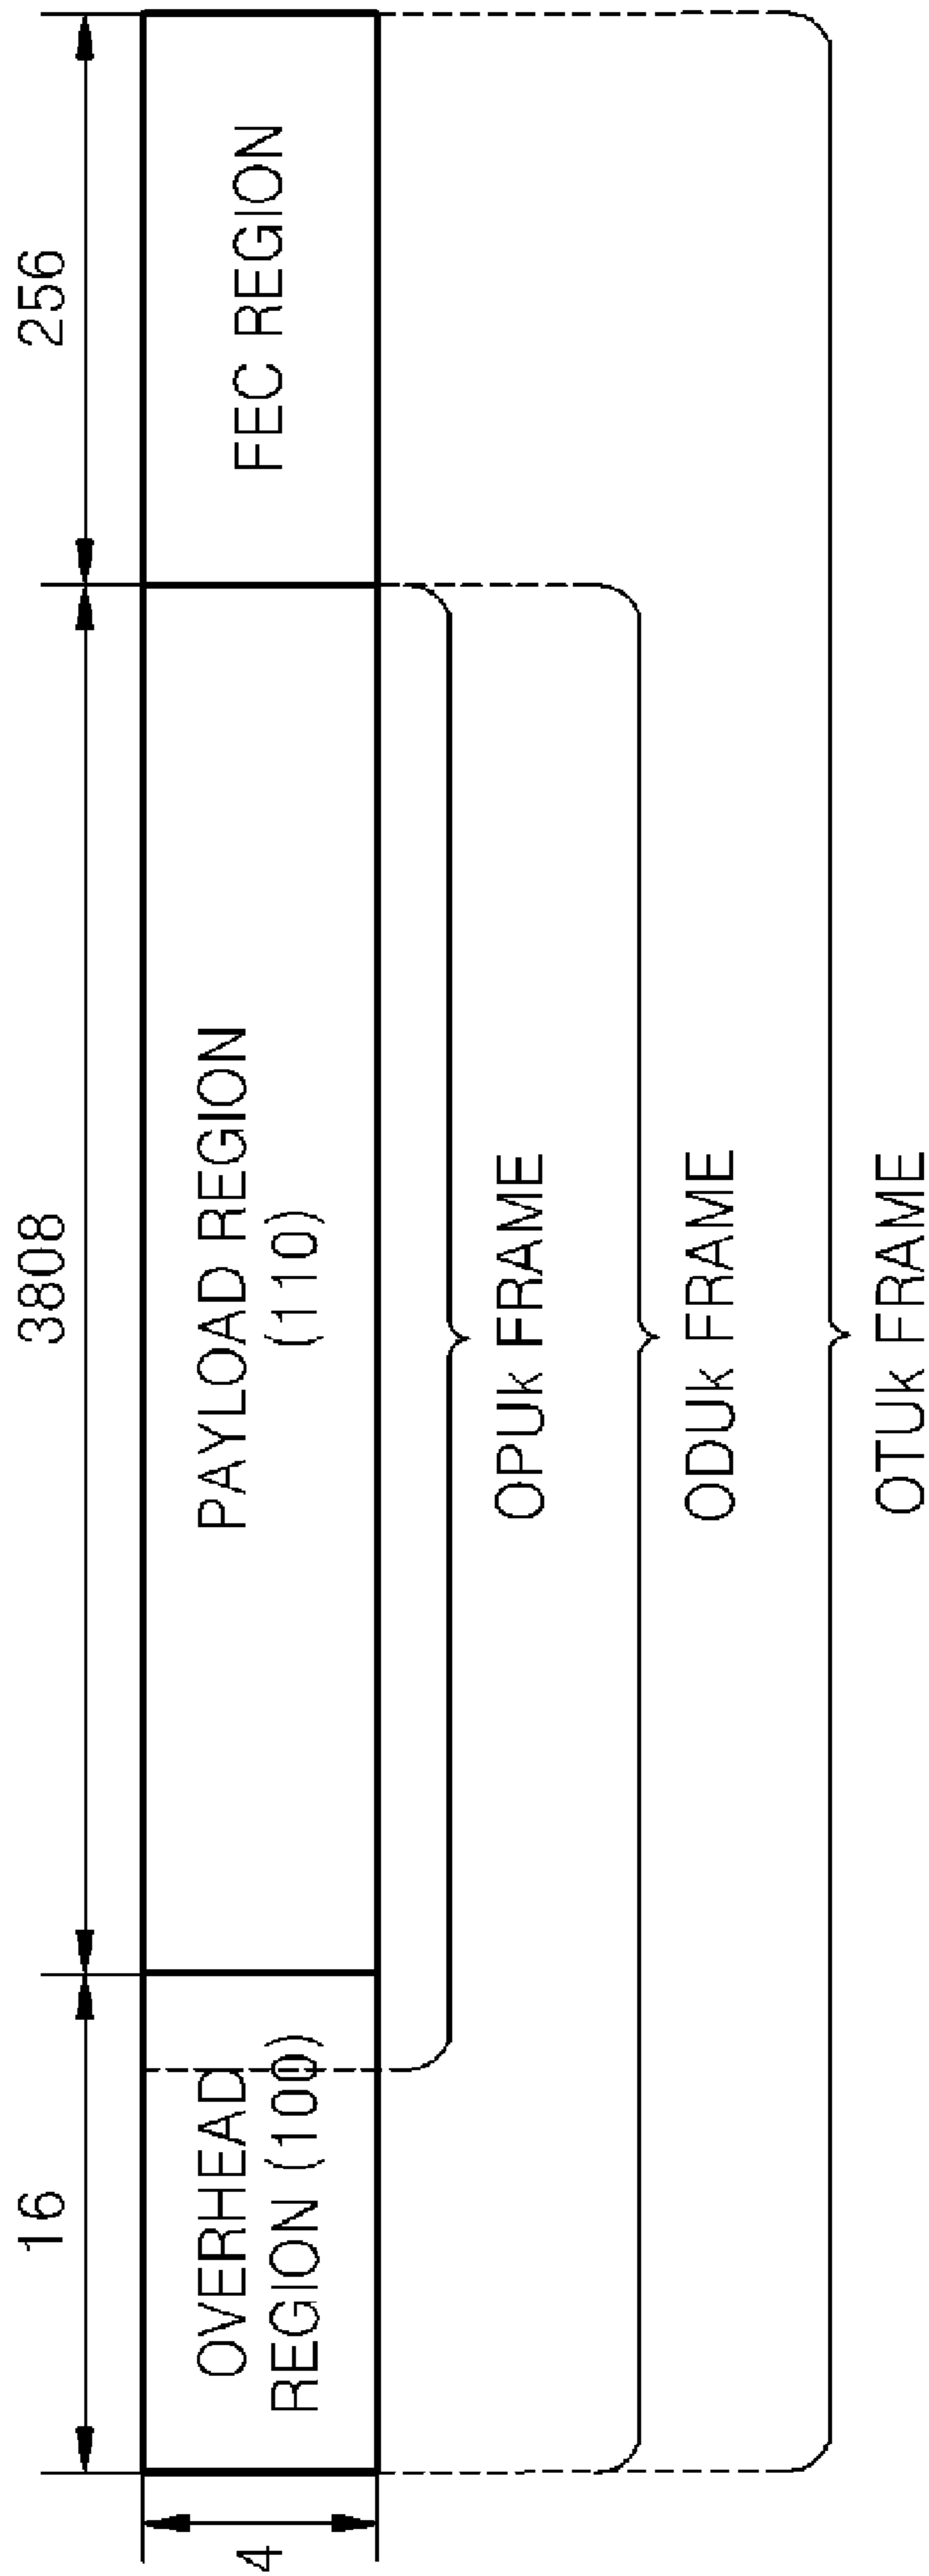 16
3808
256
4
OVERHEAD
REGION (100)
PAYLOAD REGION
(110)
FEC REGION
OPUk FRAME
ODUk FRAME
OTUk FRAME